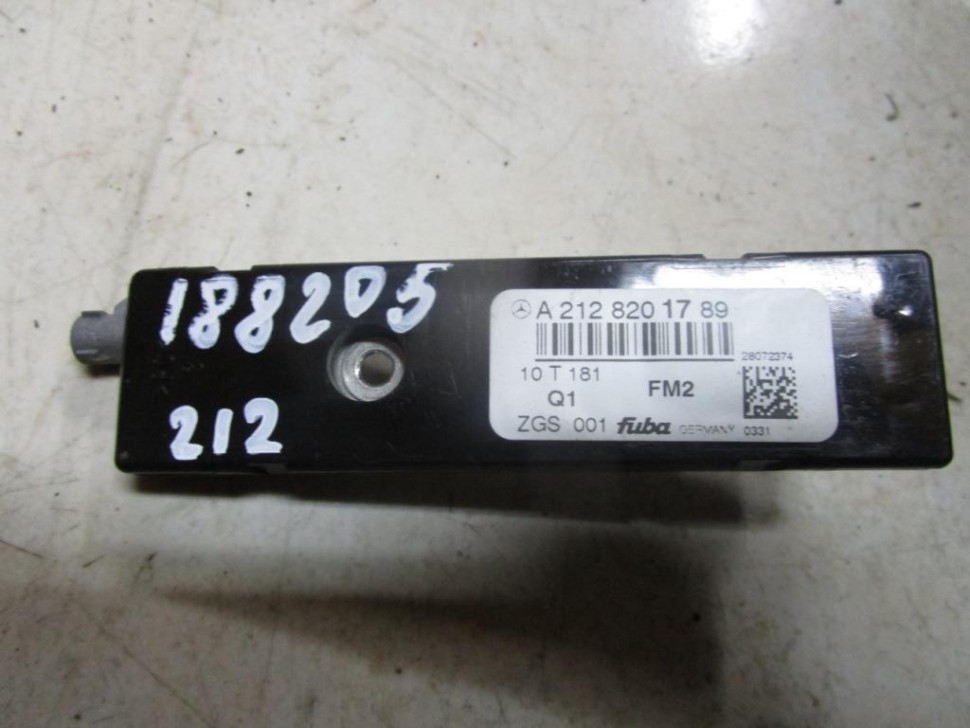 188205
212
A 212 820 17 89
28072374
10 T 181
FM2
Q1
ZGS 001 fuba GERMANY 0331